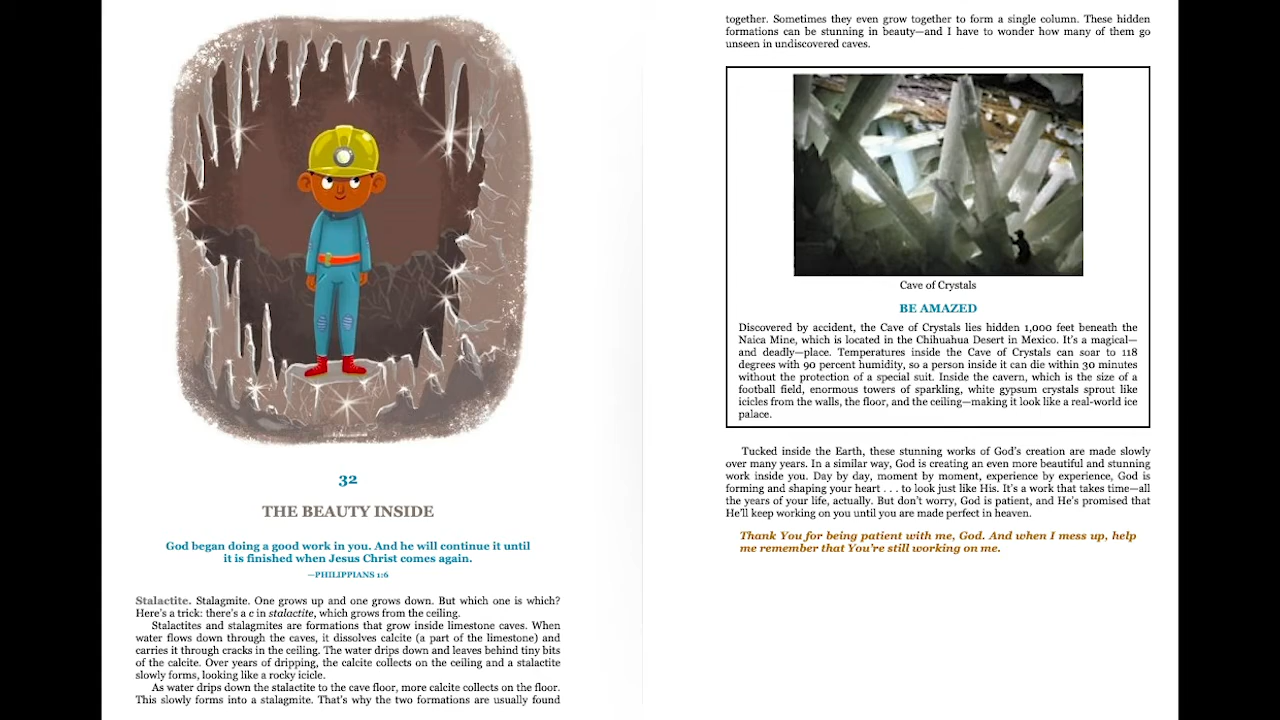 32
THE BEAUTY INSIDE
God began doing a good work in you. And he will continue it until
it is finished when Jesus Christ comes again.
—PHILIPPIANS 1:6
Stalactite. Stalagmite. One grows up and one grows down. But which one is which?
Here's a trick: there's a c in stalactite, which grows from the ceiling.
Stalactites and stalagmites are formations that grow inside limestone caves. When
water flows down through the caves, it dissolves calcite (a part of the limestone) and
carries it through cracks in the ceiling. The water drips down and leaves behind tiny bits
of the calcite. Over years of dripping, the calcite collects on the ceiling and a stalactite
slowly forms, looking like a rocky icicle.
As water drips down the stalactite to the cave floor, more calcite collects on the floor.
This slowly forms into a stalagmite. That's why the two formations are usually found
together. Sometimes they even grow together to form a single column. These hidden
formations can be stunning in beauty—and I have to wonder how many of them go
unseen in undiscovered caves.
Cave of Crystals
BE AMAZED
Discovered by accident, the Cave of Crystals lies hidden 1,000 feet beneath the
Naica Mine, which is located in the Chihuahua Desert in Mexico. It's a magical—
and deadly—place. Temperatures inside the Cave of Crystals can soar to 118
degrees with 90 percent humidity, so a person inside it can die within 30 minutes
without the protection of a special suit. Inside the cavern, which is the size of a
football field, enormous towers of sparkling, white gypsum crystals sprout like
icicles from the walls, the floor, and the ceiling—making it look like a real-world ice
palace.
Tucked inside the Earth, these stunning works of God's creation are made slowly
over many years. In a similar way, God is creating an even more beautiful and stunning
work inside you. Day by day, moment by moment, experience by experience, God is
forming and shaping your heart . . . to look just like His. It's a work that takes time—all
the years of your life, actually. But don't worry, God is patient, and He's promised that
He'll keep working on you until you are made perfect in heaven.
Thank You for being patient with me, God. And when I mess up, help
me remember that You're still working on me.